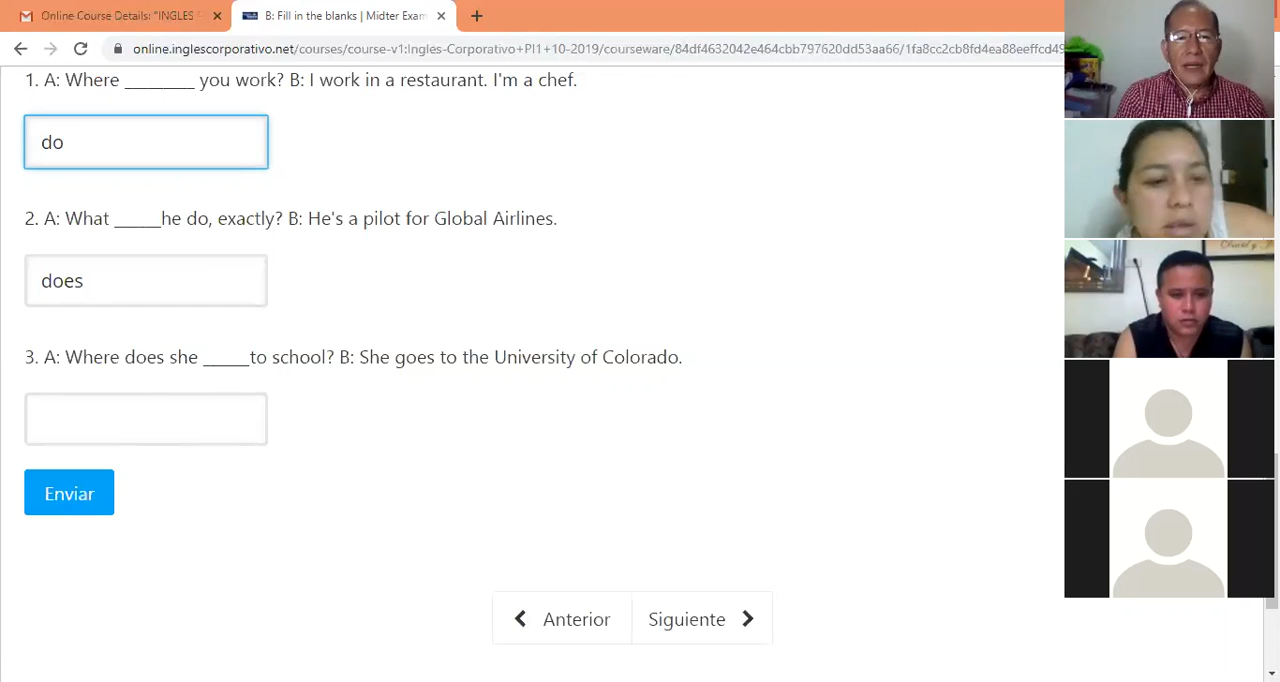 Online Course Details: "INGLES
B: Fill in the blanks | Midter Exam
online.inglescorporativo.net/courses/course-v1:Ingles-Corporativo+PI1+10-2019/courseware/84df4632042e464cbb797620dd53aa66/1fa8cc2cb8fd4ea88eeffcd49
1. A: Where ________ you work? B: I work in a restaurant. I'm a chef.
do
2. A: What _____he do, exactly? B: He's a pilot for Global Airlines.
does
3. A: Where does she _____to school? B: She goes to the University of Colorado.
Enviar
Anterior Siguiente